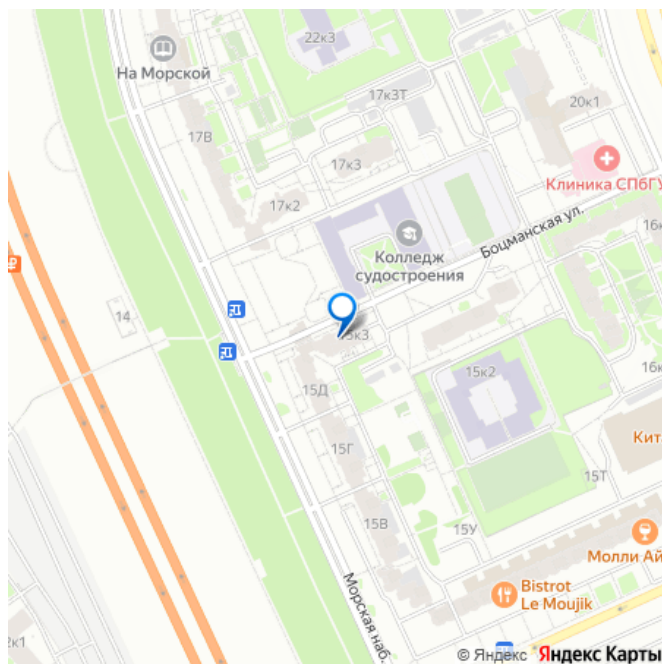 22к3
На Морской
17к3Т
20к1
17В
17к3
Клиника СПбГУ
17к2
Колледж
судостроения
Боцманская ул.
16к
₽
14
15к3
15к2
16к
15Д
Кит
15Г
15Т
15В
15У
Молли Ай
Bistrot
Le Moujik
Морская наб.
2к1
© Яндекс Яндекс Карты